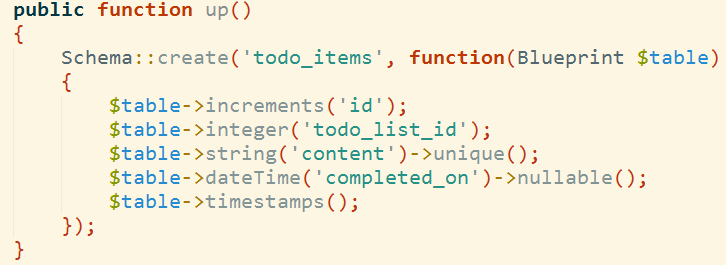 public function up()
{
    Schema::create('todo_items', function(Blueprint $table)
    {
        $table->increments('id');
        $table->integer('todo_list_id');
        $table->string('content')->unique();
        $table->dateTime('completed_on')->nullable();
        $table->timestamps();
    });
}